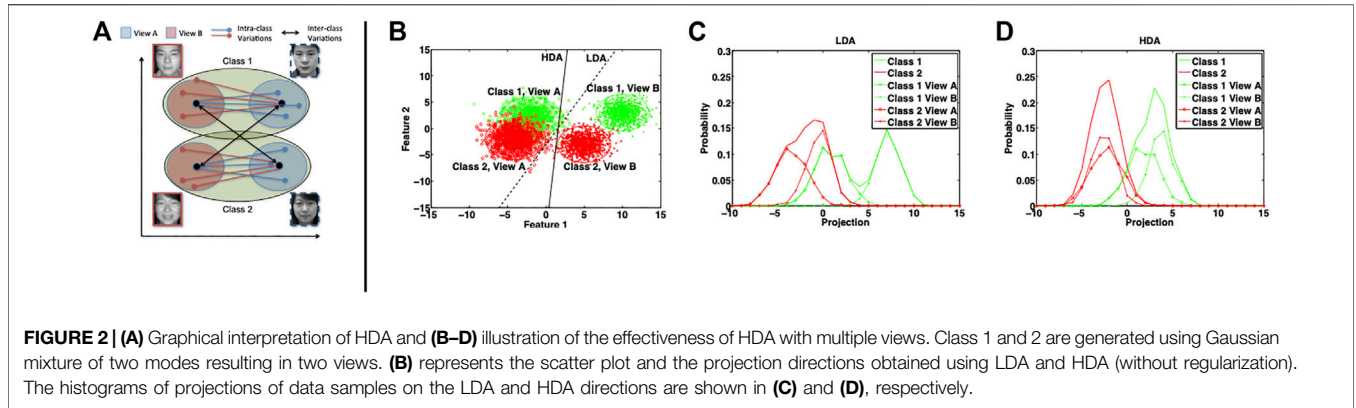 A
View A View B Intra-class Variations Inter-class Variations
Class 1
Class 2
B
15
10
5
0
−5
−10
−15
−15 −10 −5 0 5 10 15
Feature 2
Feature 1
HDA
LDA
Class 1, View A
Class 1, View B
Class 2, View A
Class 2, View B
C
LDA
0.3
0.25
0.2
0.15
0.1
0.05
0
−10 −5 0 5 10 15
Probability
Projection
Class 1
Class 2
Class 1 View A
Class 1 View B
Class 2 View A
Class 2 View B
D
HDA
0.3
0.25
0.2
0.15
0.1
0.05
0
−10 −5 0 5 10 15
Probability
Projection
Class 1
Class 2
Class 1 View A
Class 1 View B
Class 2 View A
Class 2 View B
FIGURE 2 | (A) Graphical interpretation of HDA and (B–D) illustration of the effectiveness of HDA with multiple views. Class 1 and 2 are generated using Gaussian
mixture of two modes resulting in two views. (B) represents the scatter plot and the projection directions obtained using LDA and HDA (without regularization).
The histograms of projections of data samples on the LDA and HDA directions are shown in (C) and (D), respectively.